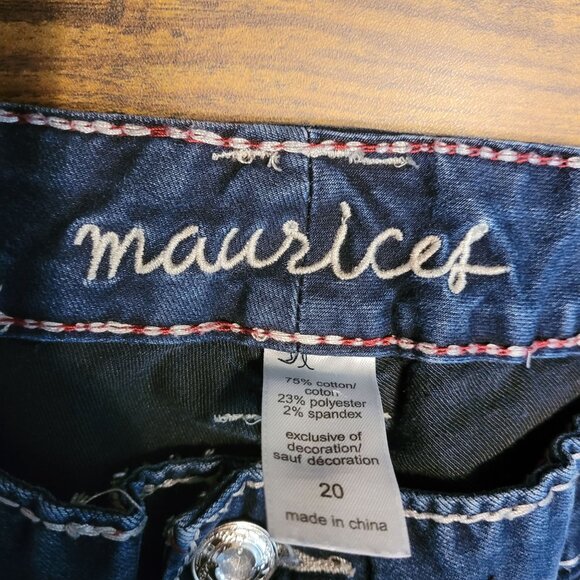 maurices
75% cotton/
coton
23% polyester
2% spandex
exclusive of
decoration/
sauf décoration
20
made in china